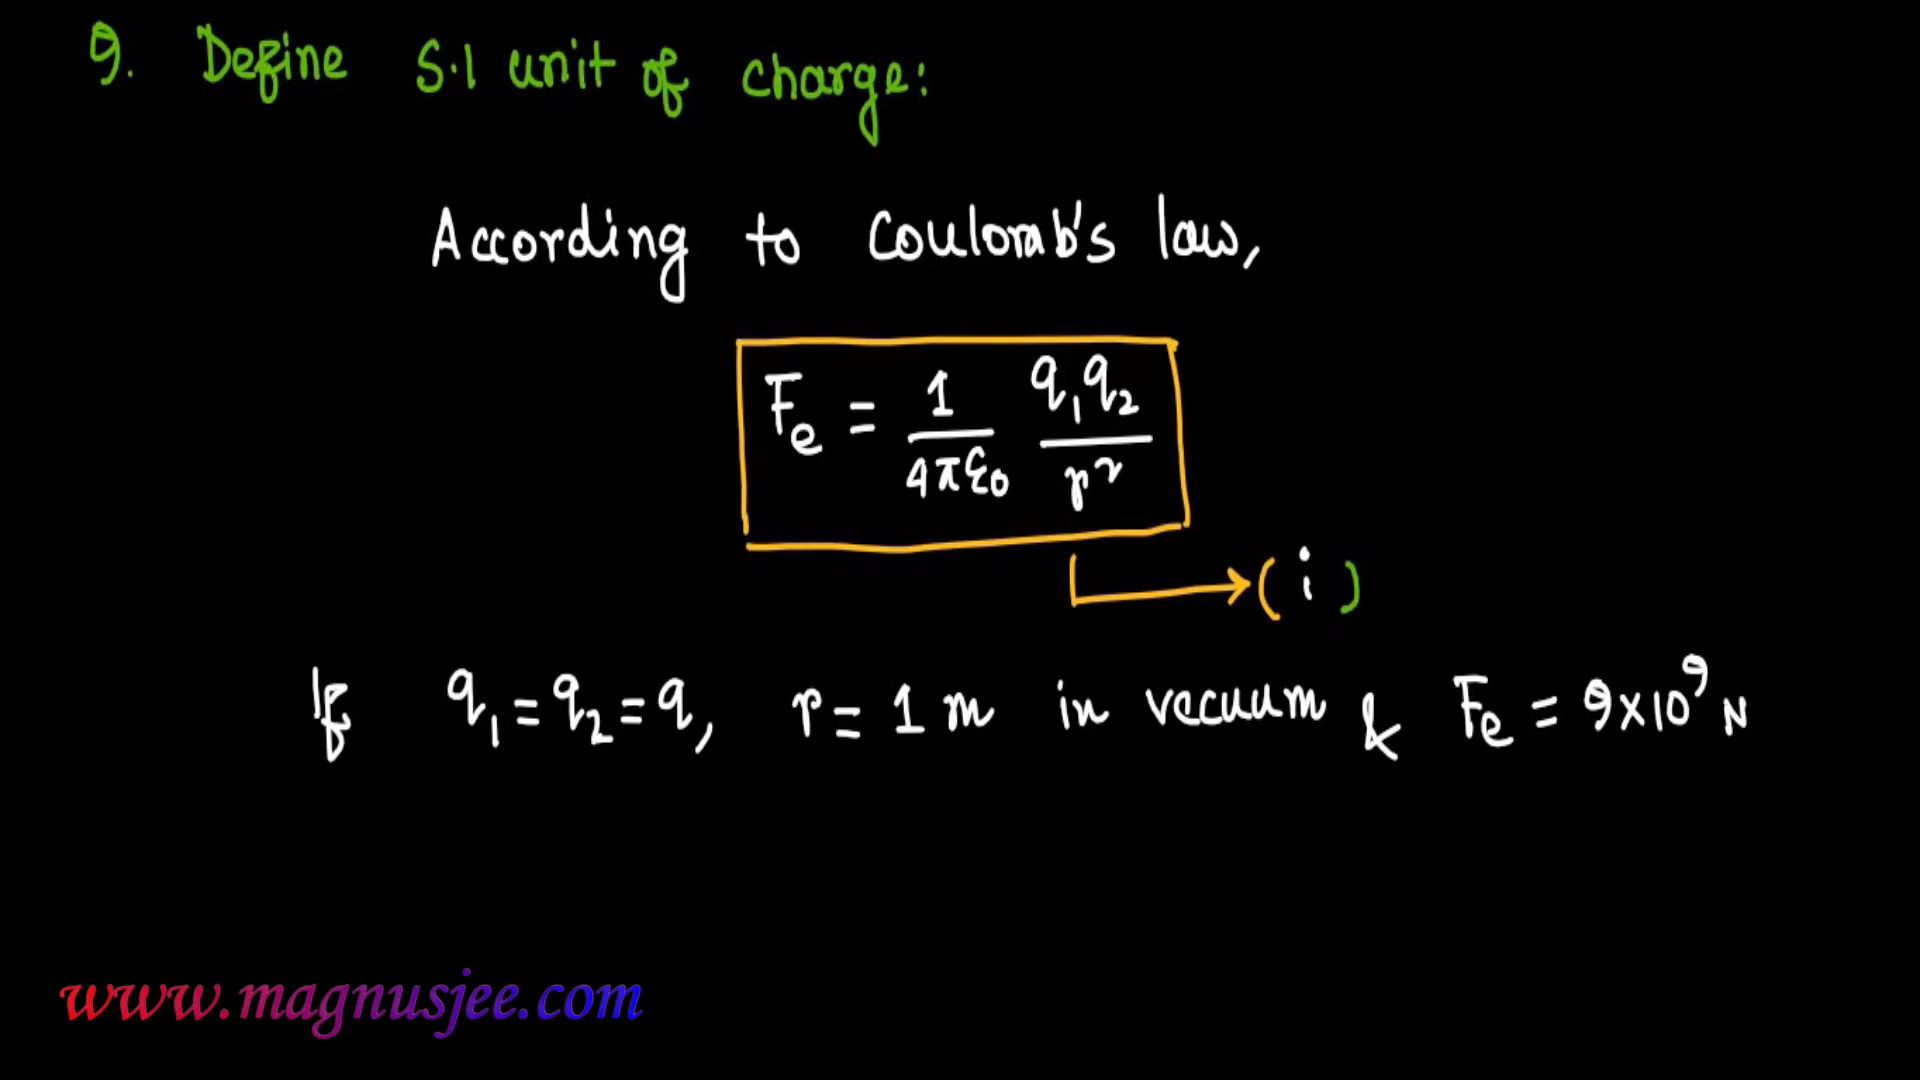 9. Define S.I unit of charge:
According to Coulomb's law,
Fe = 1/4πε0 q1q2/r²
(i)
If q1 = q2 = q, r = 1 m in vacuum & Fe = 9×10⁹ N
www.magnusjee.com